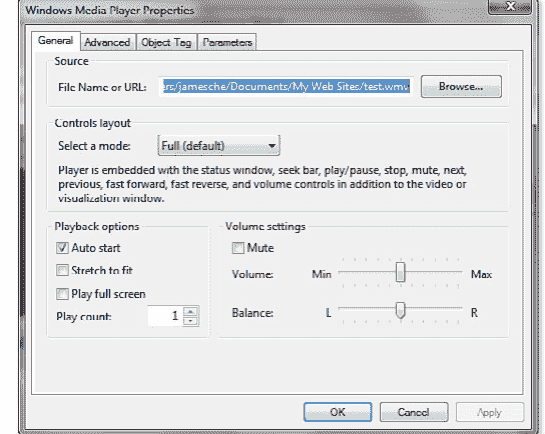 Windows Media Player Properties
General Advanced Object Tag Parameters
Source
File Name or URL: ers/jamesche/Documents/My Web Sites/test.wmv Browse...
Controls layout
Select a mode: Full (default)
Player is embedded with the status window, seek bar, play/pause, stop, mute, next,
previous, fast forward, fast reverse, and volume controls in addition to the video or
visualization window.
Playback options Volume settings
Auto start Mute
Stretch to fit Volume: Min Max
Play full screen
Play count: 1 Balance: L R
OK Cancel Apply